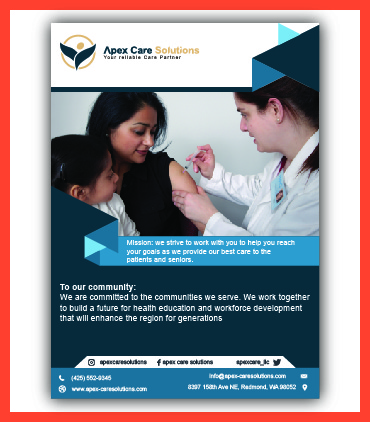 Apex Care Solutions
Your reliable Care Partner
Mission: we strive to work with you to help you reach
your goals as we provide our best care to the
patients and seniors.
To our community:
We are committed to the communities we serve. We work together
to build a future for health education and workforce development
that will enhance the region for generations
apexcaresolutions apex care solutions apexcare_llc
(425) 552-9345 info@apex-caresolutions.com
www.apex-caresolutions.com 8397 158th Ave NE, Redmond, WA 98052